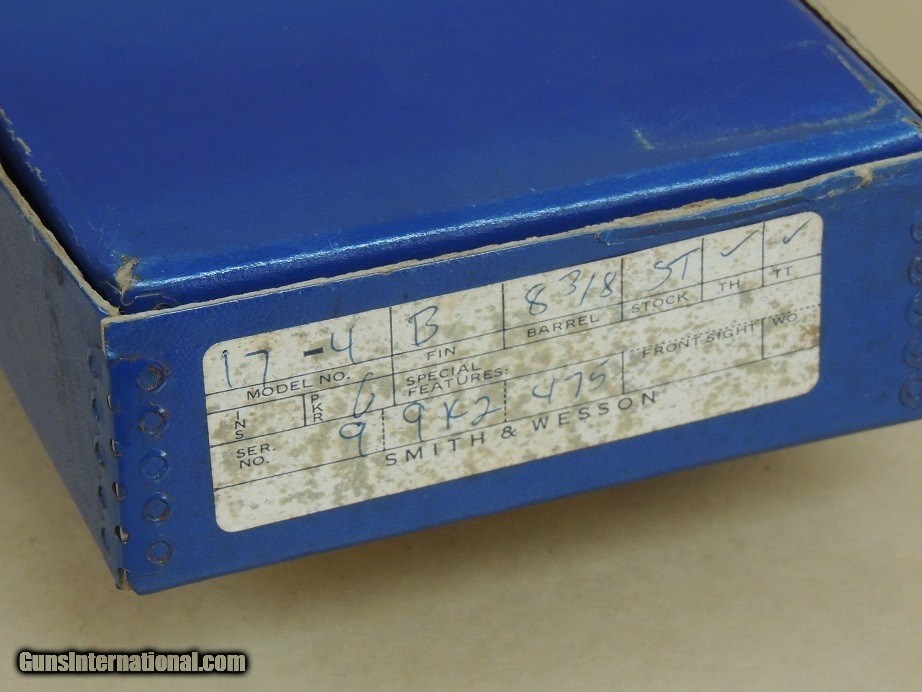 17-4 B 8 3/8 ST ✓ ✓
MODEL NO. FIN BARREL STOCK TH TT
INS PKR 6 SPECIAL FEATURES: FRONT SIGHT WO
SER. NO. 9 9K2 475
SMITH & WESSON
GunsInternational.com